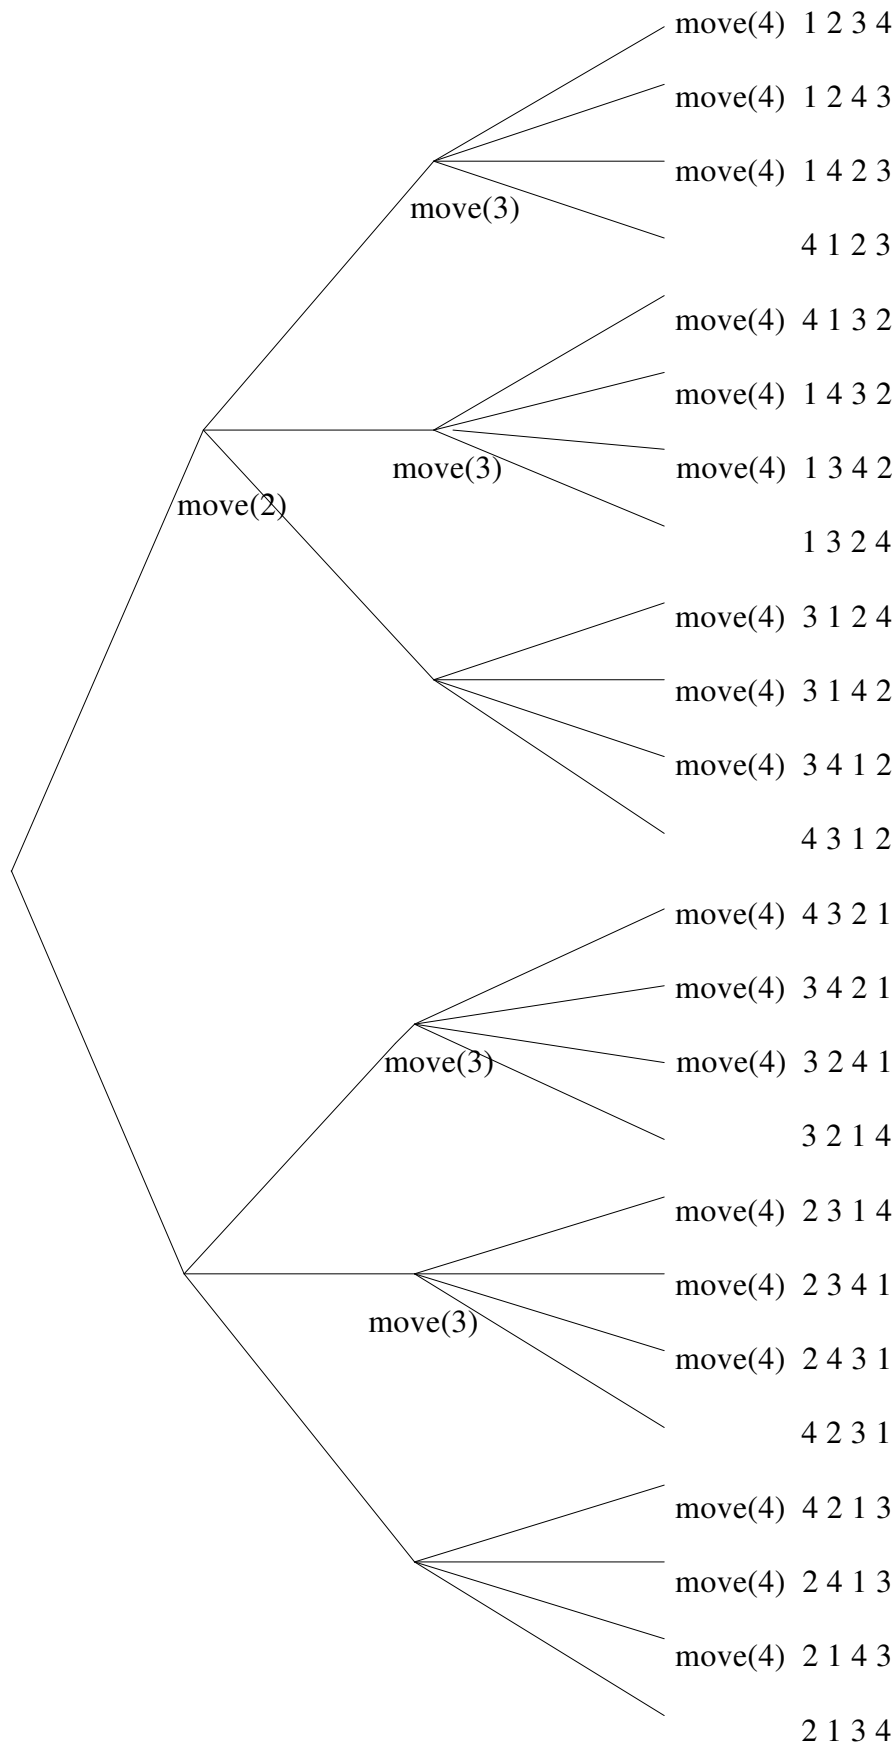 move(4) 1 2 3 4
move(4) 1 2 4 3
move(4) 1 4 2 3
move(3)
4 1 2 3
move(4) 4 1 3 2
move(4) 1 4 3 2
move(3)
move(4) 1 3 4 2
move(2)
1 3 2 4
move(4) 3 1 2 4
move(4) 3 1 4 2
move(4) 3 4 1 2
4 3 1 2
move(4) 4 3 2 1
move(4) 3 4 2 1
move(3)
move(4) 3 2 4 1
3 2 1 4
move(4) 2 3 1 4
move(4) 2 3 4 1
move(3)
move(4) 2 4 3 1
4 2 3 1
move(4) 4 2 1 3
move(4) 2 4 1 3
move(4) 2 1 4 3
2 1 3 4